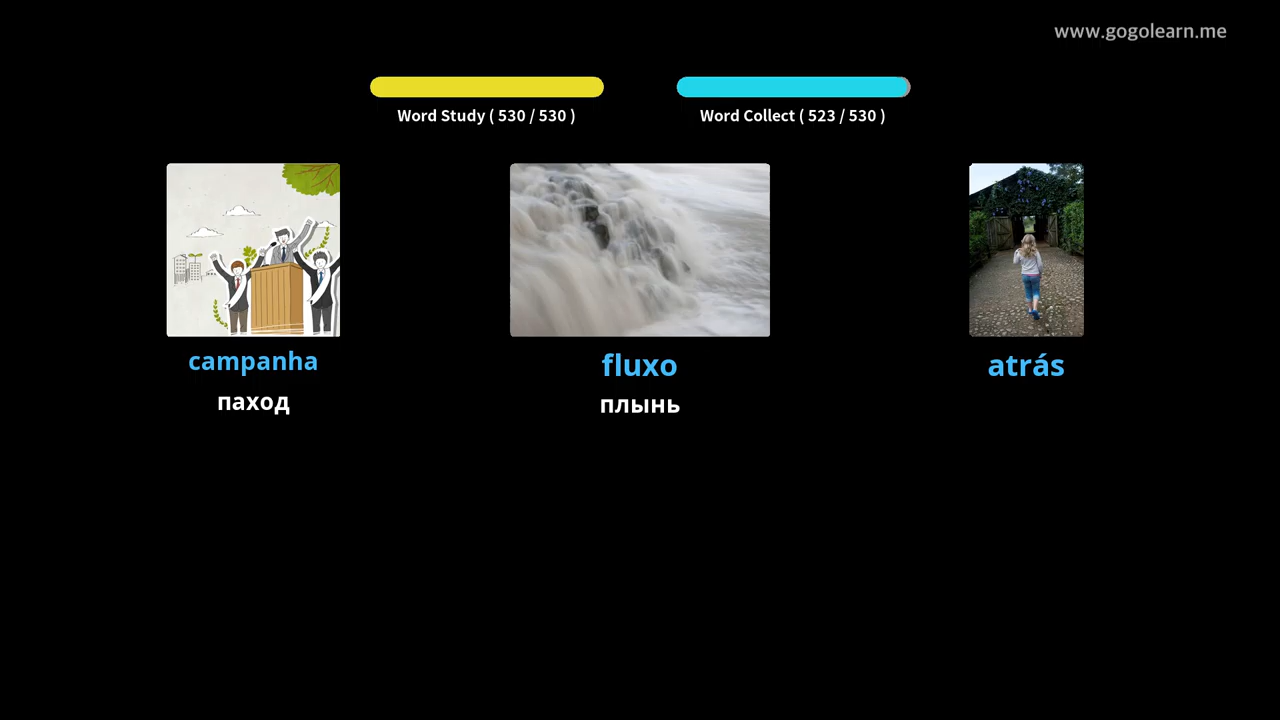 www.gogolearn.me
Word Study ( 530 / 530 )
Word Collect ( 523 / 530 )
campanha
паход
fluxo
плынь
atrás